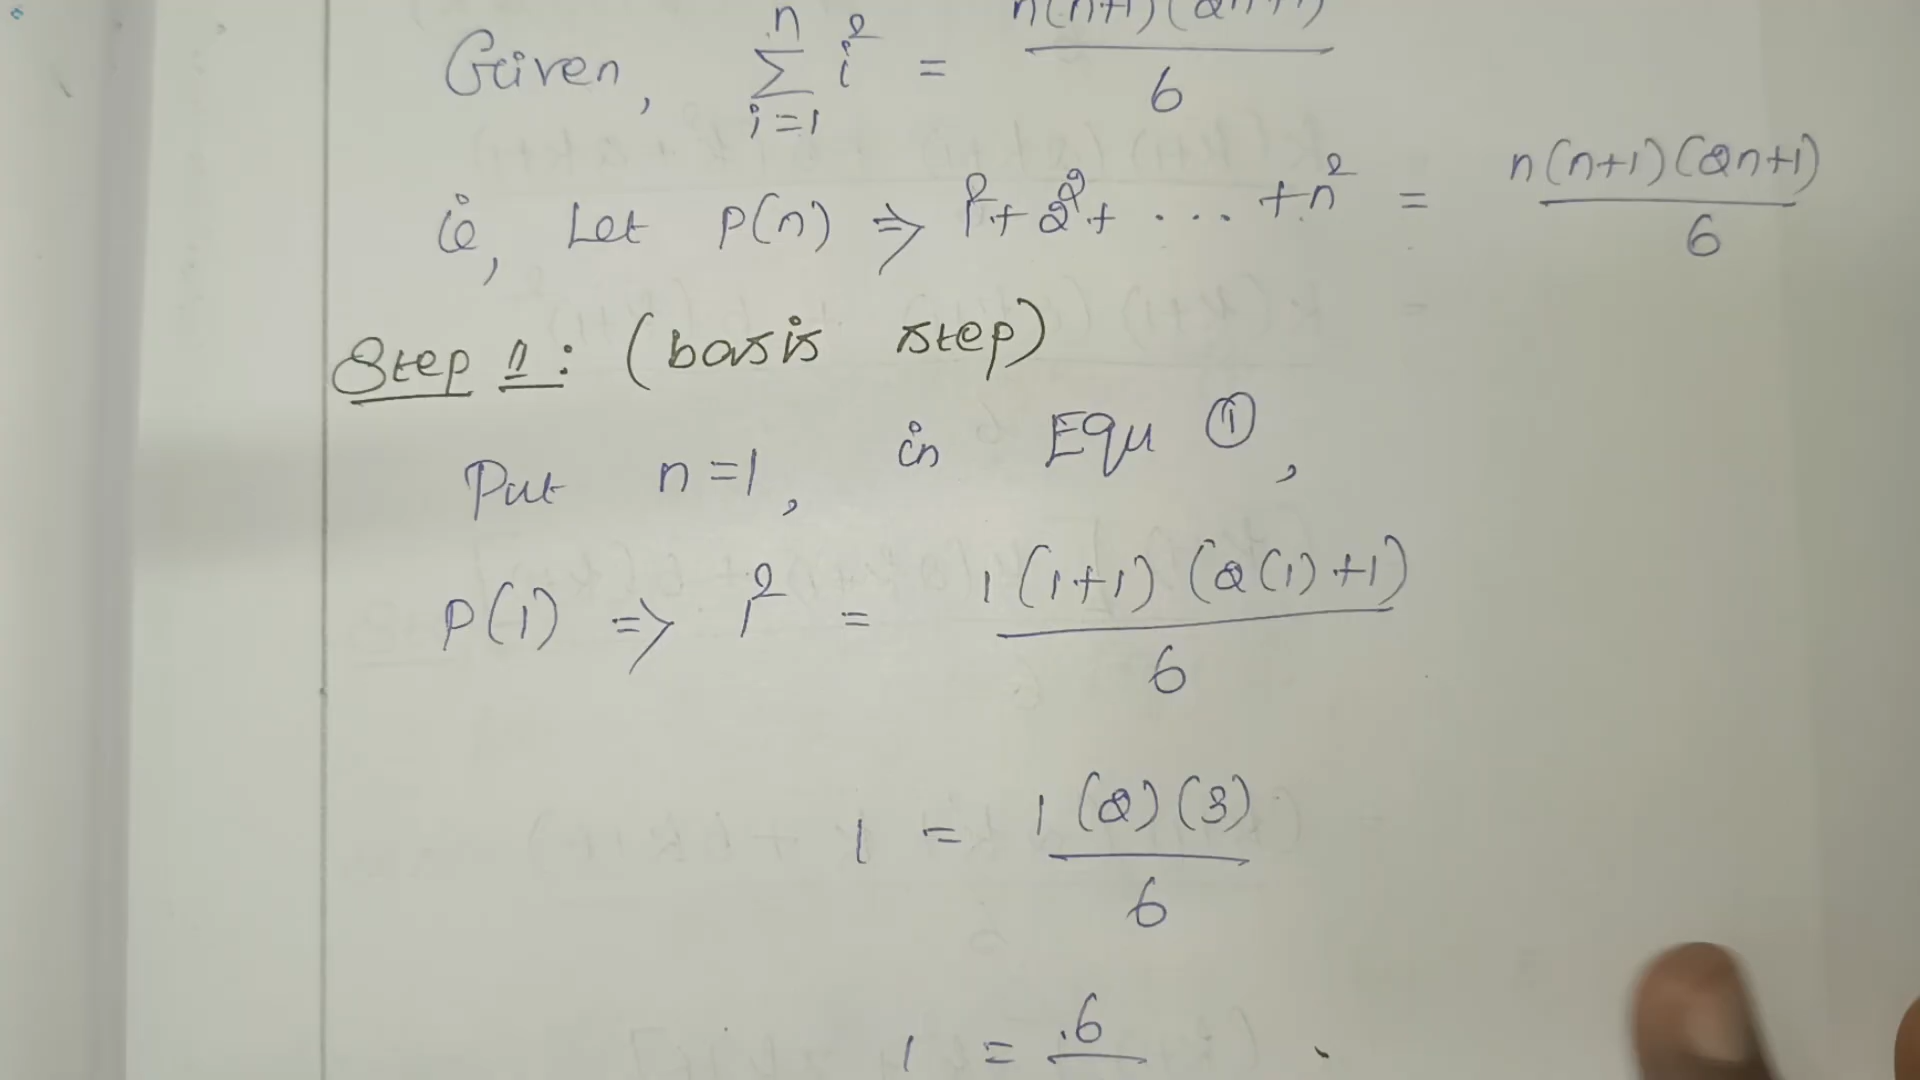 Given, n∑i=1 i² = n(n+1)(2n+1)/6
ie, Let P(n) ⇒ 1²+2²+ ... +n² = n(n+1)(2n+1)/6
Step 1: (basis step)
Put n=1, in Equ ①,
P(1) ⇒ 1² = 1(1+1)(2(1)+1)/6
1 = 1(2)(3)/6
1 = 6